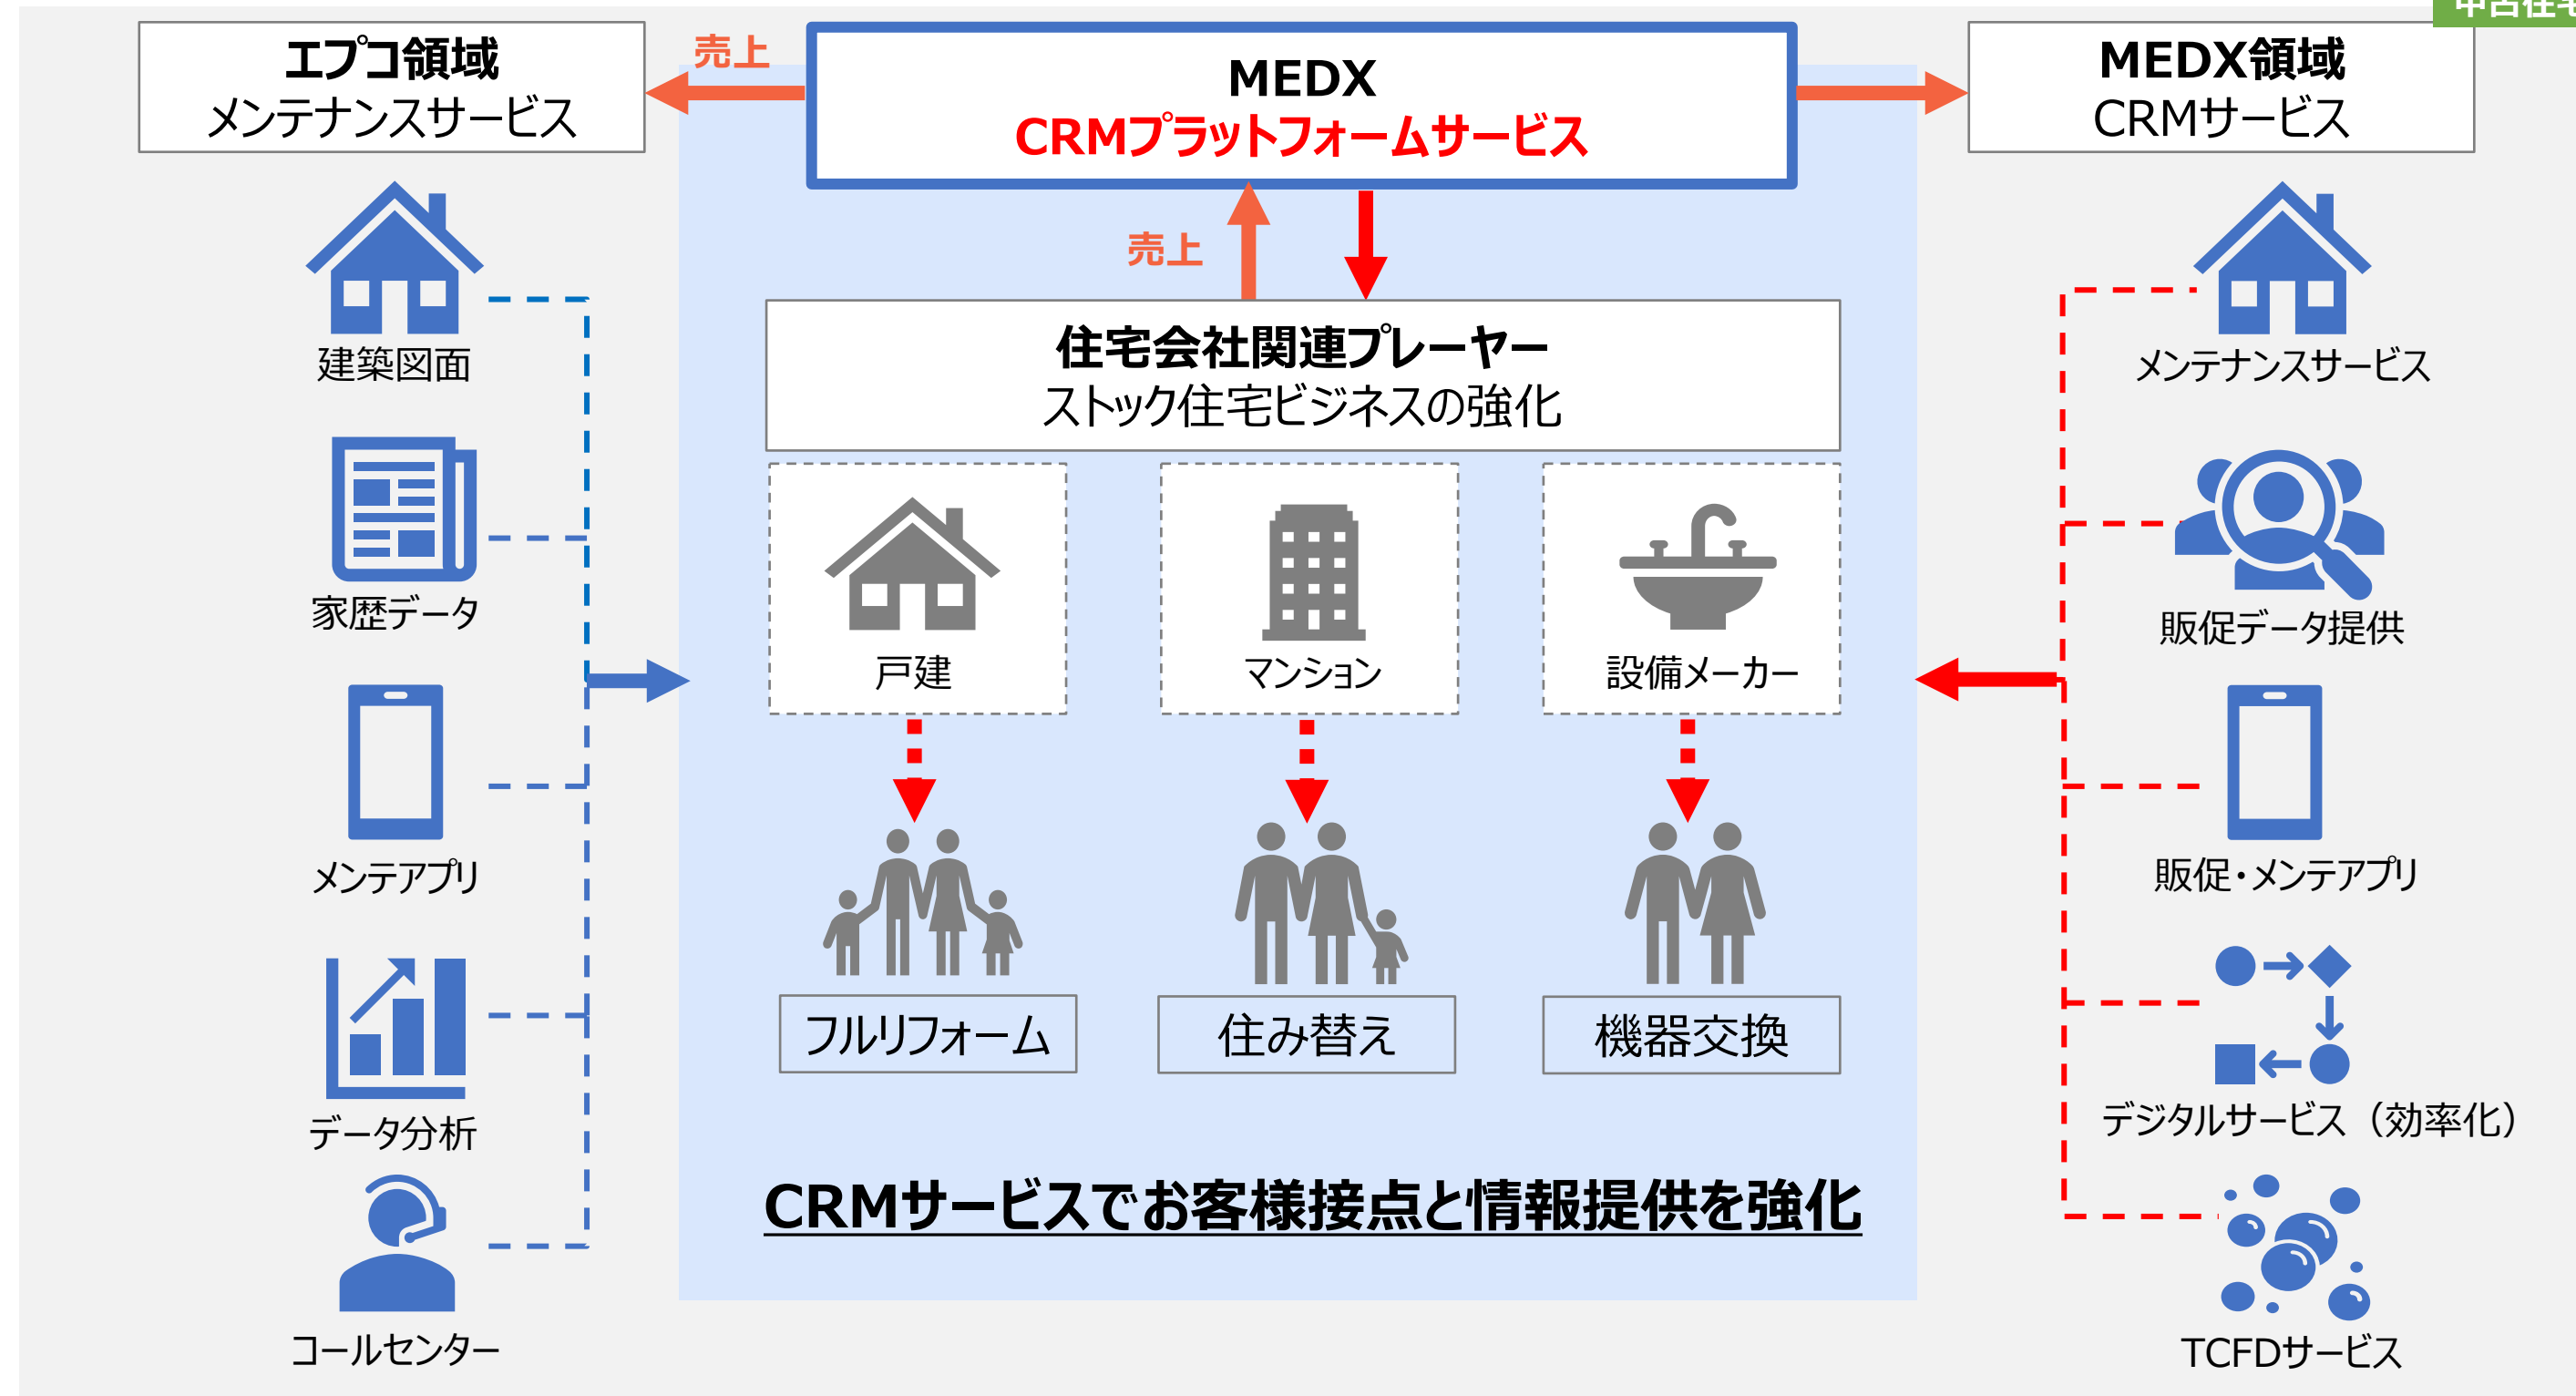 中古住宅
エプコ領域
メンテナンスサービス
売上
MEDX
CRMプラットフォームサービス
MEDX領域
CRMサービス
売上
住宅会社関連プレーヤー
ストック住宅ビジネスの強化
建築図面
家歴データ
メンテアプリ
データ分析
コールセンター
戸建
マンション
設備メーカー
フルリフォーム
住み替え
機器交換
CRMサービスでお客様接点と情報提供を強化
メンテナンスサービス
販促データ提供
販促・メンテアプリ
デジタルサービス（効率化）
TCFDサービス